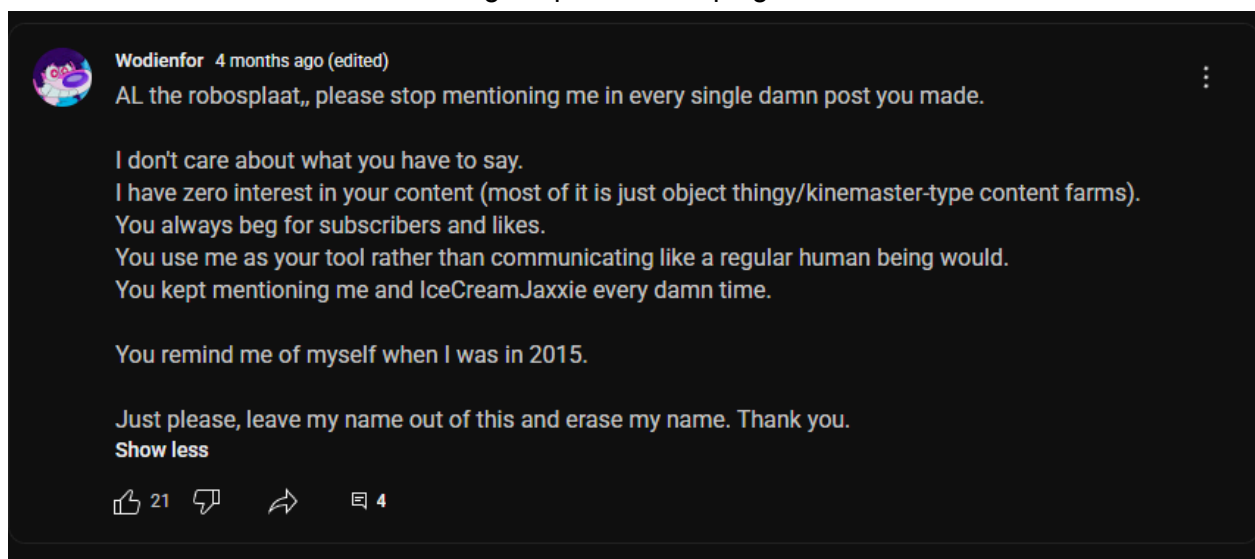 Wodienfor 4 months ago (edited)
AL the robosplaat,, please stop mentioning me in every single damn post you made.
I don't care about what you have to say.
I have zero interest in your content (most of it is just object thingy/kinemaster-type content farms).
You always beg for subscribers and likes.
You use me as your tool rather than communicating like a regular human being would.
You kept mentioning me and IceCreamJaxxie every damn time.
You remind me of myself when I was in 2015.
Just please, leave my name out of this and erase my name. Thank you.
Show less
21 4